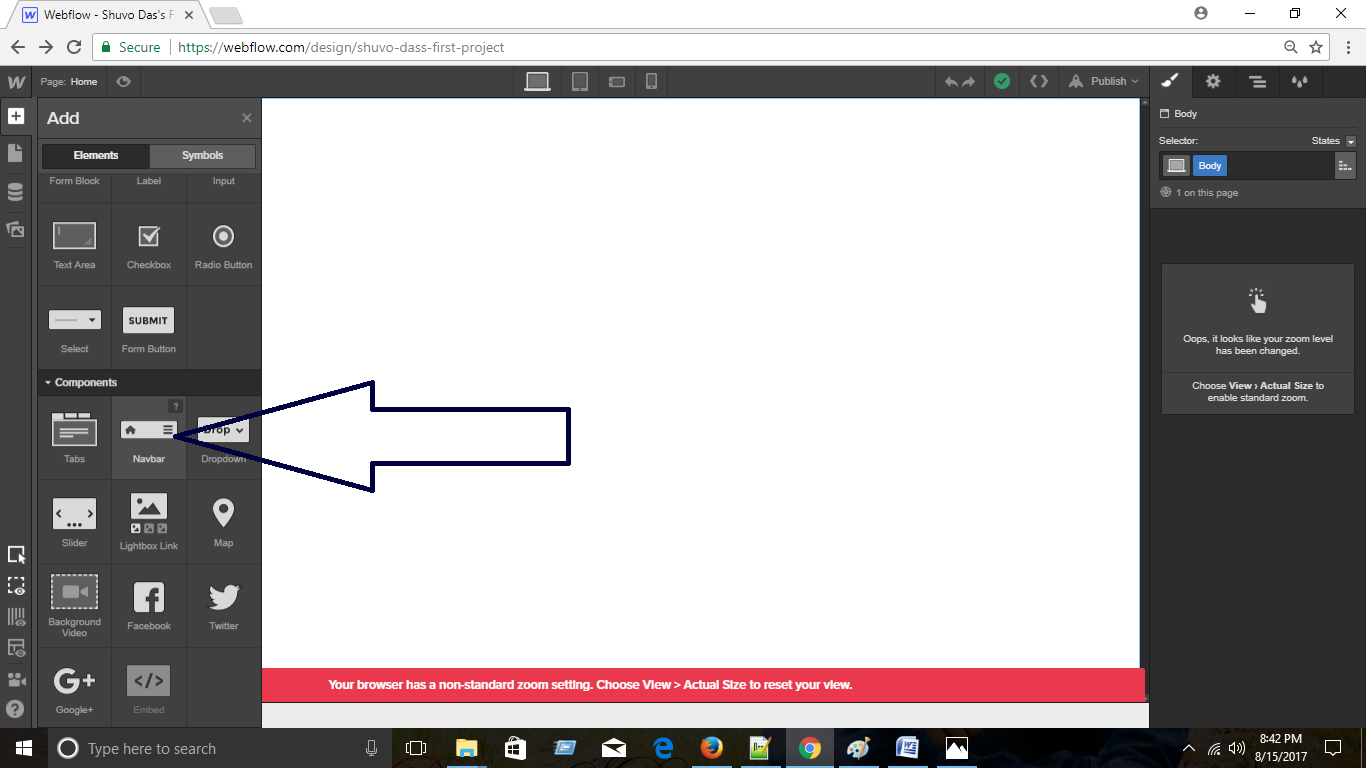 Webflow - Shuvo Das's F
Secure
https://webflow.com/design/shuvo-dass-first-project
Page: Home
Publish
Add
Elements
Symbols
Form Block
Label
Input
Text Area
Checkbox
Radio Button
SUBMIT
Select
Form Button
Components
?
Drop
Tabs
Navbar
Dropdown
Slider
Lightbox Link
Map
Background
Video
Facebook
Twitter
G+
</>
Google+
Embed
Body
Selector:
States
Body
1 on this page
Oops, it looks like your zoom level
has been changed.
Choose View › Actual Size to
enable standard zoom.
Your browser has a non-standard zoom setting. Choose View > Actual Size to reset your view.
Type here to search
8:42 PM
8/15/2017